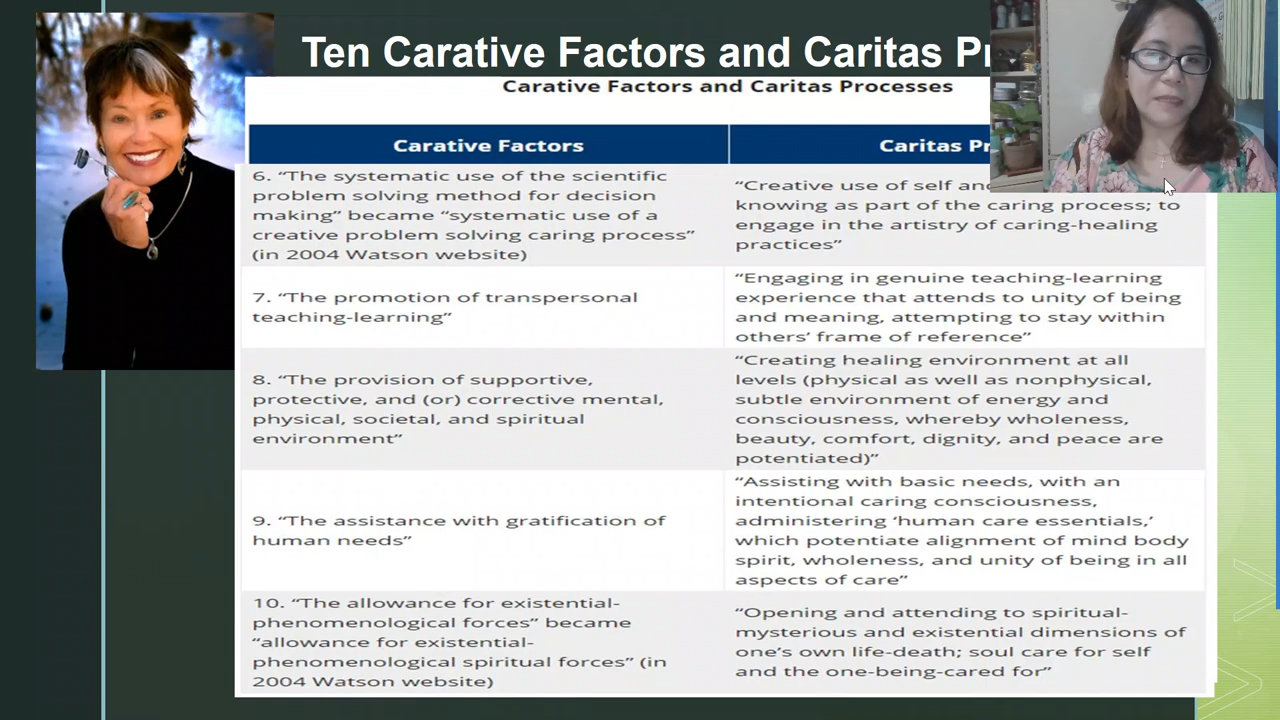 Ten Carative Factors and Caritas
Carative Factors and Caritas Processes
Carative Factors
Caritas
6. “The systematic use of the scientific
problem solving method for decision
making” became “systematic use of a
creative problem solving caring process”
(in 2004 Watson website)
“Creative use of self
knowing as part of the caring process; to
engage in the artistry of caring-healing
practices”
7. “The promotion of transpersonal
teaching-learning”
“Engaging in genuine teaching-learning
experience that attends to unity of being
and meaning, attempting to stay within
others’ frame of reference”
8. “The provision of supportive,
protective, and (or) corrective mental,
physical, societal, and spiritual
environment”
“Creating healing environment at all
levels (physical as well as nonphysical,
subtle environment of energy and
consciousness, whereby wholeness,
beauty, comfort, dignity, and peace are
potentiated)”
9. “The assistance with gratification of
human needs”
“Assisting with basic needs, with an
intentional caring consciousness,
administering ‘human care essentials,’
which potentiate alignment of mind body
spirit, wholeness, and unity of being in all
aspects of care”
10. “The allowance for existential-
phenomenological forces” became
“allowance for existential-
phenomenological spiritual forces” (in
2004 Watson website)
“Opening and attending to spiritual-
mysterious and existential dimensions of
one’s own life-death; soul care for self
and the one-being-cared for”